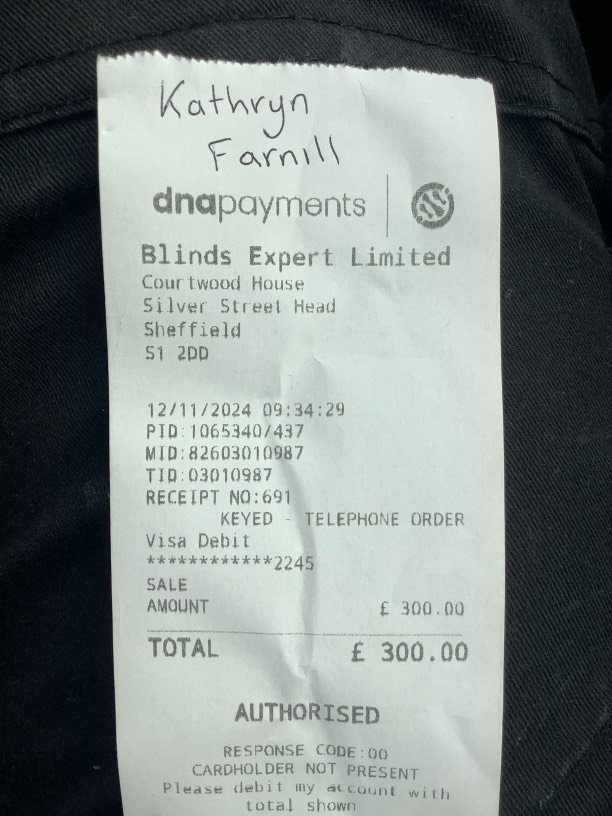 Kathryn
Farnill
dnapayments
Blinds Expert Limited
Courtwood House
Silver Street Head
Sheffield
S1 2DD
12/11/2024 09:34:29
PID:1065340/437
MID:82603010987
TID:03010987
RECEIPT NO:691
KEYED - TELEPHONE ORDER
Visa Debit
************2245
SALE
AMOUNT £ 300.00
TOTAL £ 300.00
AUTHORISED
RESPONSE CODE:00
CARDHOLDER NOT PRESENT
Please debit my account with
total shown